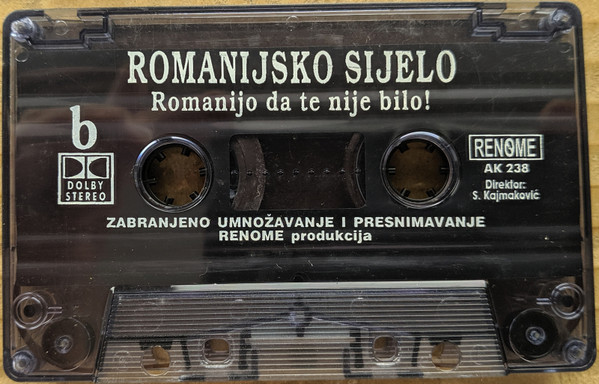 ROMANIJSKO SIJELO
Romanijo da te nije bilo!
b
DOLBY
STEREO
RENOME
AK 238
Direktor:
S. Kajmaković
ZABRANJENO UMNOŽAVANJE I PRESNIMAVANJE
RENOME produkcija